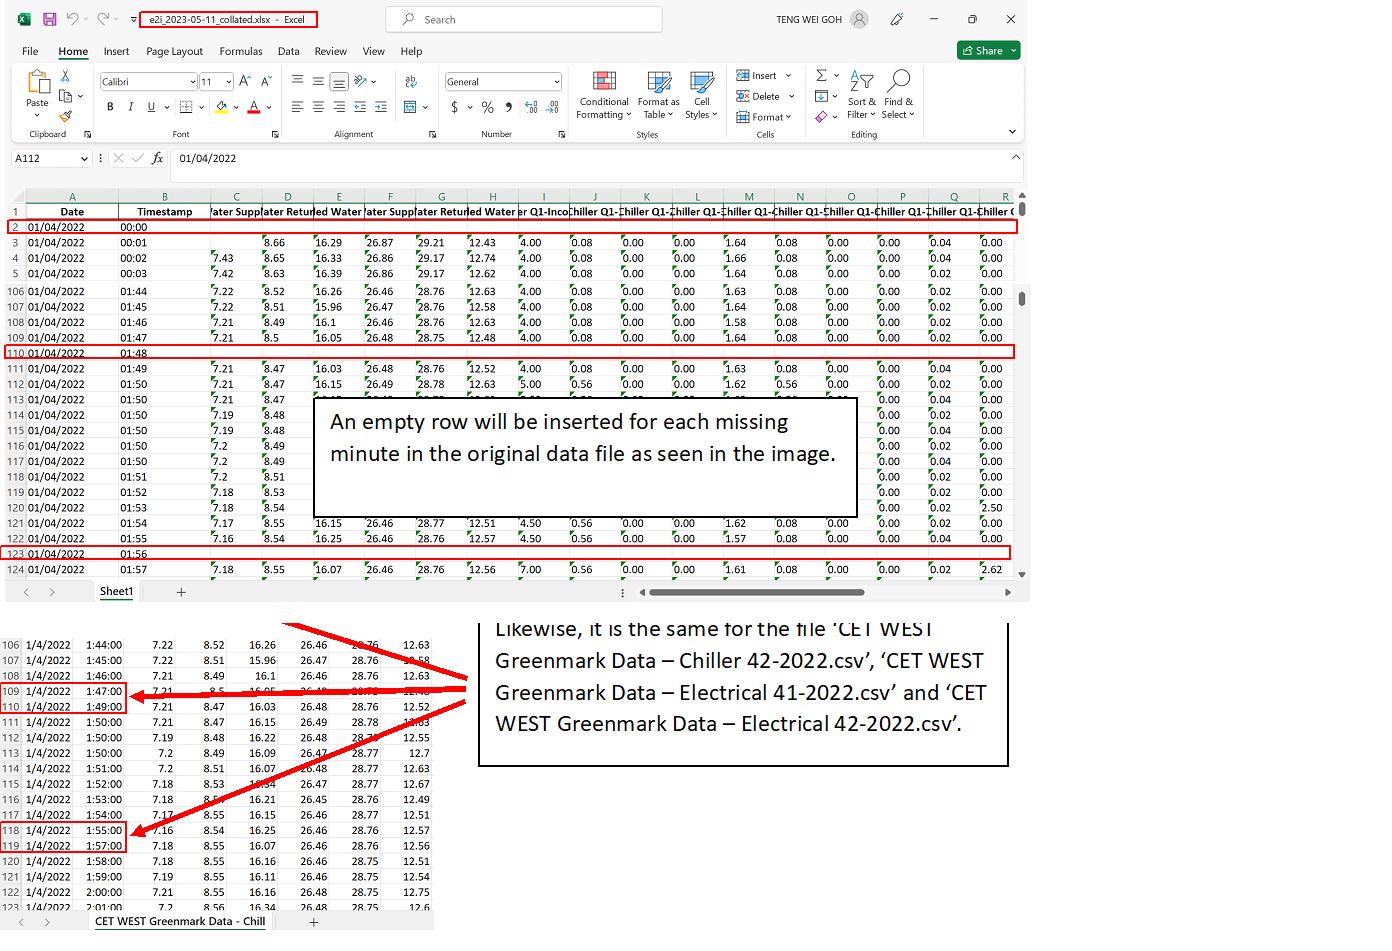 e2i_2023-05-11_collated.xlsx - Excel
Search
TENG WEI GOH
File Home Insert Page Layout Formulas Data Review View Help
Share
Paste
Calibri 11
General
Conditional Formatting
Format as Table
Cell Styles
Insert
Delete
Format
Sort & Filter
Find & Select
Clipboard Font Alignment Number Styles Cells Editing
A112 fx 01/04/2022
A B C D E F G H I J K L M N O P Q R
1 Date Timestamp
2 01/04/2022 00:00
3 01/04/2022 00:01 8.66 16.29 26.87 29.21 12.43 4.00 0.08 0.00 0.00 1.64 0.08 0.00 0.00 0.04 0.00
4 01/04/2022 00:02 7.43 8.65 16.33 26.86 29.17 12.74 4.00 0.08 0.00 0.00 1.66 0.08 0.00 0.00 0.04 0.00
5 01/04/2022 00:03 7.42 8.63 16.39 26.86 29.17 12.62 4.00 0.08 0.00 0.00 1.64 0.08 0.00 0.00 0.02 0.00
106 01/04/2022 01:44 7.22 8.52 16.26 26.46 28.76 12.63 4.00 0.08 0.00 0.00 1.63 0.08 0.00 0.00 0.02 0.00
107 01/04/2022 01:45 7.22 8.51 15.96 26.47 28.76 12.58 4.00 0.08 0.00 0.00 1.64 0.08 0.00 0.00 0.02 0.00
108 01/04/2022 01:46 7.21 8.49 16.1 26.46 28.76 12.63 4.00 0.08 0.00 0.00 1.58 0.08 0.00 0.00 0.02 0.00
109 01/04/2022 01:47 7.21 8.5 16.05 26.48 28.75 12.48 4.00 0.08 0.00 0.00 1.64 0.08 0.00 0.00 0.02 0.00
110 01/04/2022 01:48
111 01/04/2022 01:49 7.21 8.47 16.03 26.48 28.76 12.52 4.00 0.08 0.00 0.00 1.63 0.08 0.00 0.00 0.04 0.00
112 01/04/2022 01:50 7.21 8.47 16.15 26.49 28.78 12.63 5.00 0.56 0.00 0.00 1.62 0.56 0.00 0.00 0.02 0.00
113 01/04/2022 01:50 7.21 8.47 0.00 0.04 0.00
114 01/04/2022 01:50 7.19 8.48 0.00 0.02 0.00
115 01/04/2022 01:50 7.19 8.48 0.00 0.04 0.00
116 01/04/2022 01:50 7.2 8.49 0.00 0.02 0.00
117 01/04/2022 01:50 7.2 8.49 0.00 0.04 0.00
118 01/04/2022 01:51 7.2 8.51 0.00 0.02 0.00
119 01/04/2022 01:52 7.18 8.53 0.00 0.02 0.00
120 01/04/2022 01:53 7.18 8.54 0.00 0.02 2.50
121 01/04/2022 01:54 7.17 8.55 16.15 26.46 28.77 12.51 4.50 0.56 0.00 0.00 1.62 0.08 0.00 0.00 0.02 0.00
122 01/04/2022 01:55 7.16 8.54 16.25 26.46 28.76 12.57 4.50 0.56 0.00 0.00 1.57 0.08 0.00 0.00 0.04 0.00
123 01/04/2022 01:56
124 01/04/2022 01:57 7.18 8.55 16.07 26.46 28.76 12.56 7.00 0.56 0.00 0.00 1.61 0.08 0.00 0.00 0.02 2.62
An empty row will be inserted for each missing
minute in the original data file as seen in the image.
Sheet1
Likewise, it is the same for the file ‘CET WEST
Greenmark Data – Chiller 42-2022.csv’, ‘CET WEST
Greenmark Data – Electrical 41-2022.csv’ and ‘CET
WEST Greenmark Data – Electrical 42-2022.csv’.
106 1/4/2022 1:44:00 7.22 8.52 16.26 26.46 28.76 12.63
107 1/4/2022 1:45:00 7.22 8.51 15.96 26.47 28.76
108 1/4/2022 1:46:00 7.21 8.49 16.1 26.46 28.76 12.63
109 1/4/2022 1:47:00 7.21
110 1/4/2022 1:49:00 7.21 8.47 16.03 26.48 28.76 12.52
111 1/4/2022 1:50:00 7.21 8.47 16.15 26.49 28.78
112 1/4/2022 1:50:00 7.19 8.48 16.22 26.48 12.55
113 1/4/2022 1:50:00 7.2 8.49 16.09 26.47 28.77 12.7
114 1/4/2022 1:51:00 7.2 8.51 16.07 26.48 28.77 12.63
115 1/4/2022 1:52:00 7.18 8.53 26.47 28.77 12.67
116 1/4/2022 1:53:00 7.18 16.21 26.45 28.76 12.49
117 1/4/2022 1:54:00 7.17 8.55 16.15 26.46 28.77 12.51
118 1/4/2022 1:55:00 7.16 8.54 16.25 26.46 28.76 12.57
119 1/4/2022 1:57:00 7.18 8.55 16.07 26.46 28.76 12.56
120 1/4/2022 1:58:00 7.18 8.55 16.16 26.46 28.75 12.51
121 1/4/2022 1:59:00 7.19 8.55 16.11 26.46 28.75 12.54
122 1/4/2022 2:00:00 7.21 8.55 16.16 26.48 28.75 12.75
123 1/4/2022 2:01:00 7.2 8.56 16.34 26.48 28.75 12.6
CET WEST Greenmark Data - Chill